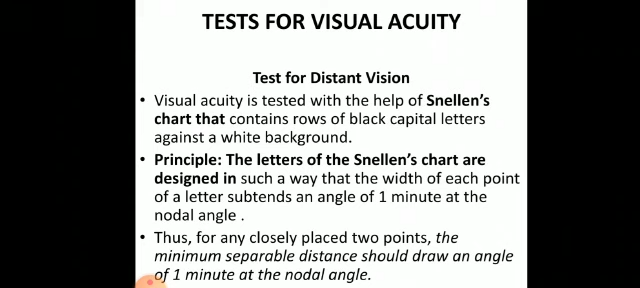 TESTS FOR VISUAL ACUITY
Test for Distant Vision
• Visual acuity is tested with the help of Snellen's
chart that contains rows of black capital letters
against a white background.
• Principle: The letters of the Snellen's chart are
designed in such a way that the width of each point
of a letter subtends an angle of 1 minute at the
nodal angle .
• Thus, for any closely placed two points, the
minimum separable distance should draw an angle
of 1 minute at the nodal angle.